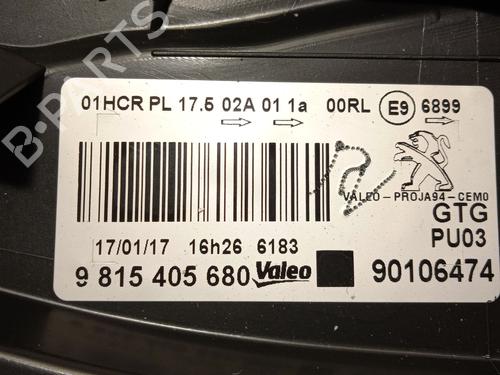 B-PARTS
01HCR PL 17.5 02A 01 1a 00RL E9 6899
VALEO-PROJA94-CEM0
GTG
PU03
17/01/17 16h26 6183
9 815 405 680 Valeo 90106474